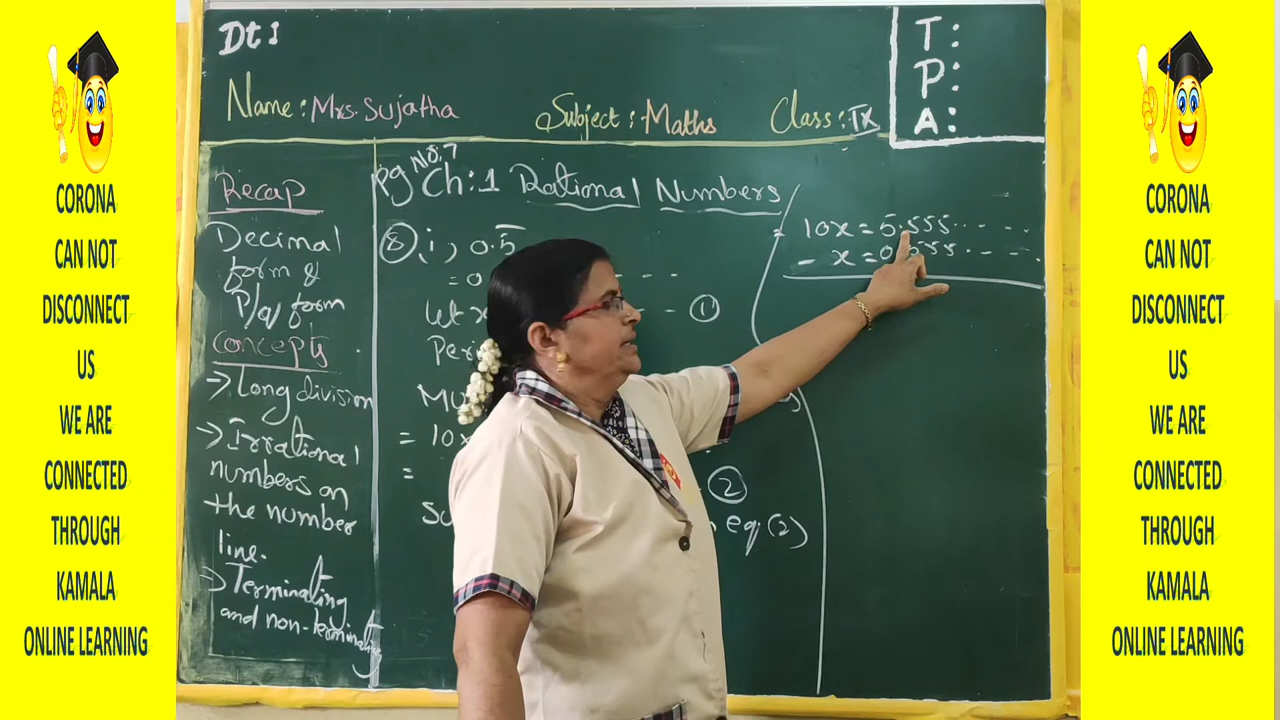 CORONA
CAN NOT
DISCONNECT
US
WE ARE
CONNECTED
THROUGH
KAMALA
ONLINE LEARNING
Dt:
Name: Mrs. Sujatha Subject: Maths Class: IX
T:
P:
A:
Recap
Decimal
form &
P/q form
concepts
→ Long division
→ Irrational
numbers on
the number
line.
→ Terminating
and non-terminating
Pg No. 7
Ch: 1 Rational Numbers
⑧ i, 0.5̅
= 0 - - -
let x - ①
MU
= 10x
= ②
eq (2)
= 10x = 5.555... - - -
- x = 0.555... - - -
CORONA
CAN NOT
DISCONNECT
US
WE ARE
CONNECTED
THROUGH
KAMALA
ONLINE LEARNING